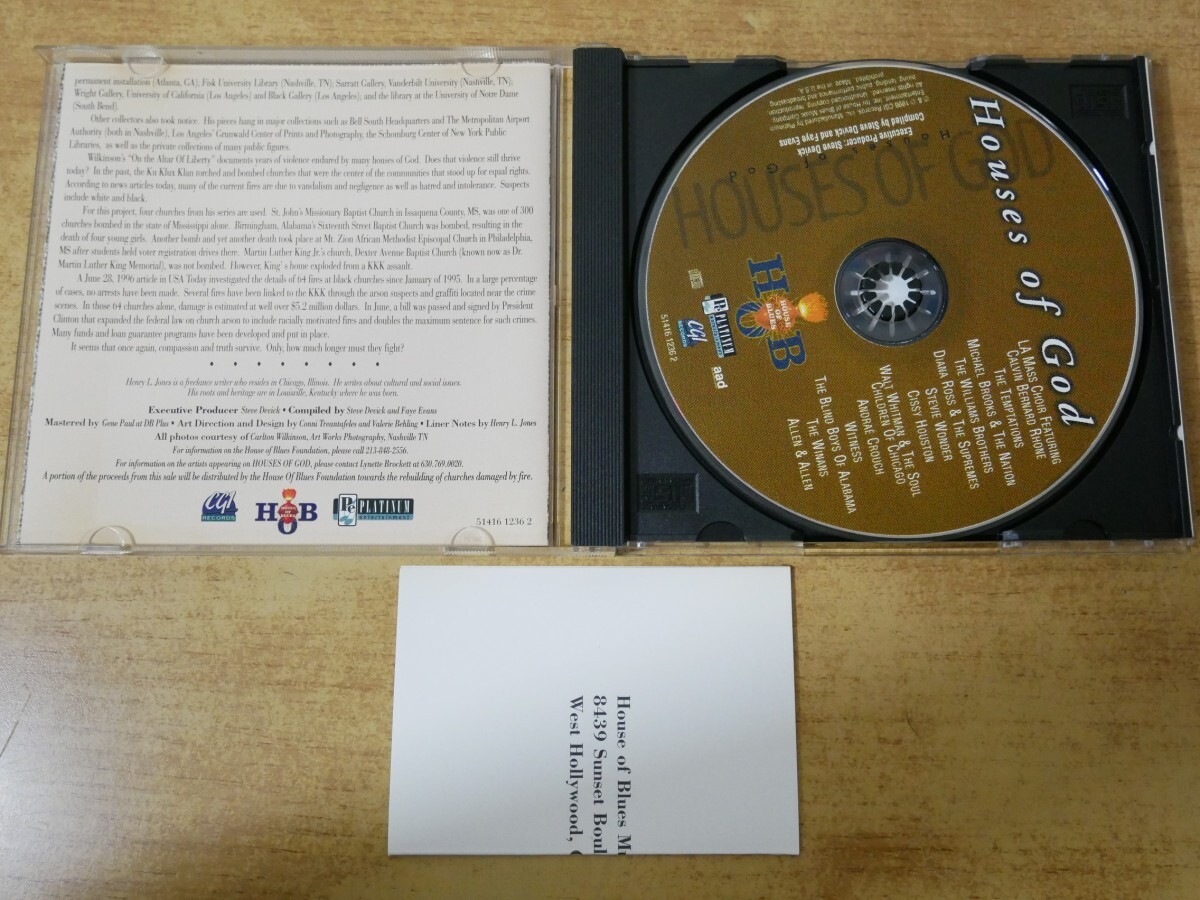 permanent installation (Atlanta, GA); Fisk University Library (Nashville, TN); Sarratt Gallery, Vanderbilt University (Nashville, TN);
Wright Gallery, University of California (Los Angeles) and Black Gallery (Los Angeles); and the library at the University of Notre Dame
(South Bend).
Other collectors also took notice. His pieces hang in major collections such as Bell South Headquarters and The Metropolitan Airport
Authority (both in Nashville), Los Angeles' Grunwald Center of Prints and Photography, the Schomburg Center of New York Public
Libraries, as well as the private collections of many public figures.
Wilkinson's "On the Altar Of Liberty" documents years of violence endured by many houses of God. Does that violence still thrive
today? In the past, the Ku Klux Klan torched and bombed churches that were the center of the communities that stood up for equal rights.
According to news articles today, many of the current fires are due to vandalism and negligence as well as hatred and intolerance. Suspects
include white and black.
For this project, four churches from his series are used. St. John's Missionary Baptist Church in Issaquena County, MS, was one of 300
churches bombed in the state of Mississippi alone. Birmingham, Alabama's Sixteenth Street Baptist Church was bombed, resulting in the
death of four young girls. Another bomb and yet another death took place at Mt. Zion African Methodist Episcopal Church in Philadelphia,
MS after students held voter registration drives there. Martin Luther King Jr.'s church, Dexter Avenue Baptist Church (known now as Dr.
Martin Luther King Memorial), was not bombed. However, King' s home exploded from a KKK assault.
A June 28, 1996 article in USA Today investigated the details of 64 fires at black churches since January of 1995. In a large percentage
of cases, no arrests have been made. Several fires have been linked to the KKK through the arson suspects and graffiti located near the crime
scenes. In those 64 churches alone, damage is estimated at well over $5.2 million dollars. In June, a bill was passed and signed by President
Clinton that expanded the federal law on church arson to include racially motivated fires and doubles the maximum sentence for such crimes.
Many funds and loan guarantee programs have been developed and put in place.
It seems that once again, compassion and truth survive. Only, how much longer must they fight?
• • • • • • • •
Henry L. Jones is a freelance writer who resides in Chicago, Illinois. He writes about cultural and social issues.
His roots and heritage are in Louisville, Kentucky where he was born.
Executive Producer Steve Devick • Compiled by Steve Devick and Faye Evans
Mastered by Gene Paul at DB Plus • Art Direction and Design by Conni Treantafeles and Valerie Behling • Liner Notes by Henry L. Jones
All photos courtesy of Carlton Wilkinson, Art Works Photography, Nashville TN
For information on the House of Blues Foundation, please call 213-848-2556.
For information on the artists appearing on HOUSES OF GOD, please contact Lynette Brockett at 630.769.0020.
A portion of the proceeds from this sale will be distributed by the House Of Blues Foundation towards the rebuilding of churches damaged by fire.
CGI
RECORDS
HOB
HOUSE OF BLUES
Pe PLATINUM
entertainment
51416 1236 2
Houses of God
HOUSES OF GOD
Houses of God
Executive Producer: Steve Devick
Compiled by Steve Devick and Faye Evans
HOB
HOUSE OF BLUES
CGI
RECORDS
Pe PLATINUM
aad
51416 1236 2
LA MASS CHOIR FEATURING
CALVIN BERNARD RHONE
THE TEMPTATIONS
MICHAEL BROOKS & THE NATION
THE WILLIAMS BROTHERS
DIANA ROSS & THE SUPREMES
STEVIE WONDER
CISSY HOUSTON
WALT WHITMAN & THE SOUL
CHILDREN OF CHICAGO
ANDRAE CROUCH
WITNESS
THE BLIND BOYS OF ALABAMA
THE WINANS
ALLEN & ALLEN
House of Blues Mu
8439 Sunset Boul
West Hollywood, C